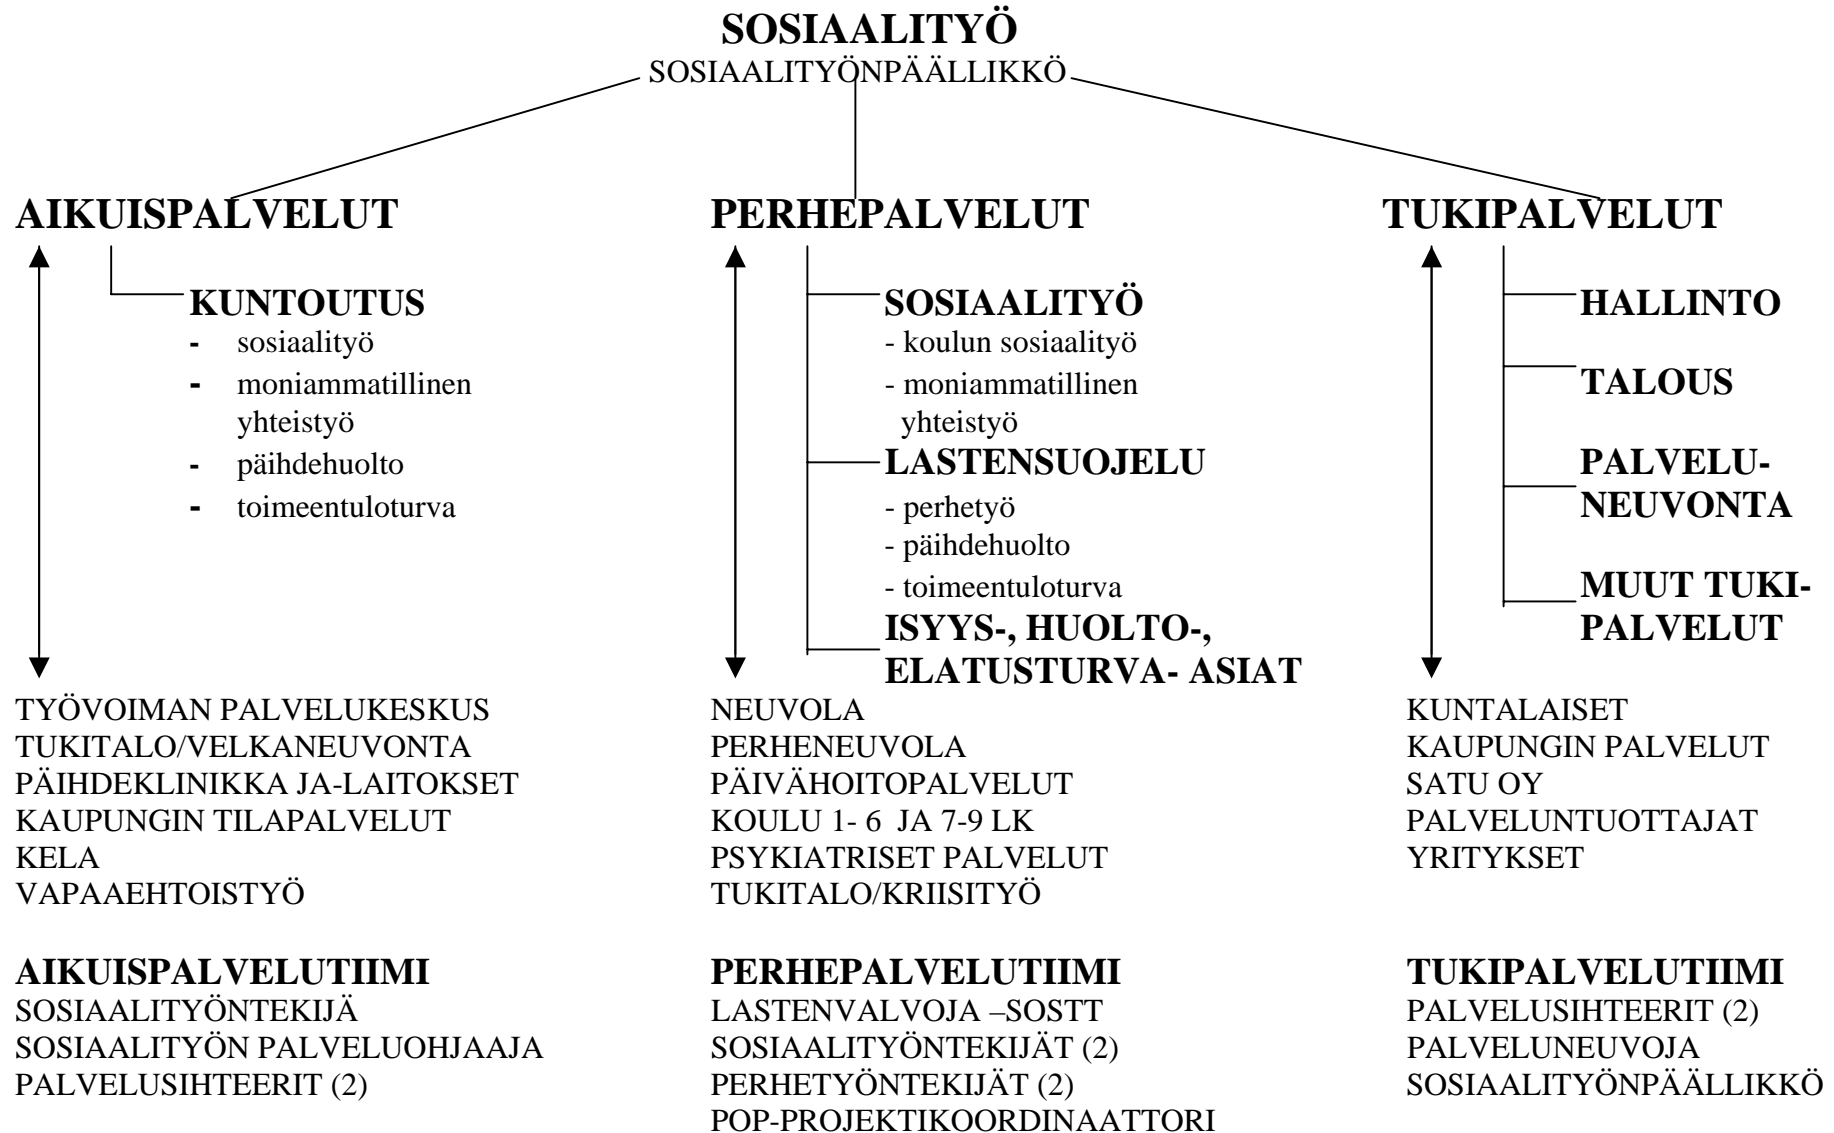 SOSIAALITYÖ
SOSIAALITYÖNPÄÄLLIKKÖ
AIKUISPALVELUT
KUNTOUTUS
- sosiaalityö
- moniammatillinen
yhteistyö
- päihdehuolto
- toimeentuloturva
TYÖVOIMAN PALVELUKESKUS
TUKITALO/VELKANEUVONTA
PÄIHDEKLINIKKA JA-LAITOKSET
KAUPUNGIN TILAPALVELUT
KELA
VAPAAEHTOISTYÖ
AIKUISPALVELUTIIMI
SOSIAALITYÖNTEKIJÄ
SOSIAALITYÖN PALVELUOHJAAJA
PALVELUSIHTEERIT (2)
PERHEPALVELUT
SOSIAALITYÖ
- koulun sosiaalityö
- moniammatillinen
yhteistyö
LASTENSUOJELU
- perhetyö
- päihdehuolto
- toimeentuloturva
ISYYS-, HUOLTO-,
ELATUSTURVA- ASIAT
NEUVOLA
PERHENEUVOLA
PÄIVÄHOITOPALVELUT
KOULU 1- 6 JA 7-9 LK
PSYKIATRISET PALVELUT
TUKITALO/KRIISITYÖ
PERHEPALVELUTIIMI
LASTENVALVOJA –SOSTT
SOSIAALITYÖNTEKIJÄT (2)
PERHETYÖNTEKIJÄT (2)
POP-PROJEKTIKOORDINAATTORI
TUKIPALVELUT
HALLINTO
TALOUS
PALVELU-
NEUVONTA
MUUT TUKI-
PALVELUT
KUNTALAISET
KAUPUNGIN PALVELUT
SATU OY
PALVELUNTUOTTAJAT
YRITYKSET
TUKIPALVELUTIIMI
PALVELUSIHTEERIT (2)
PALVELUNEUVOJA
SOSIAALITYÖNPÄÄLLIKKÖ